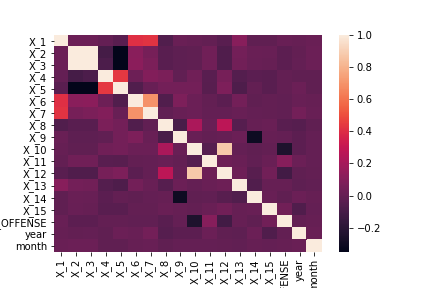 X_1
X_2
X_3
X_4
X_5
X_6
X_7
X_8
X_9
X_10
X_11
X_12
X_13
X_14
X_15
_OFFENSE
year
month
X_1
X_2
X_3
X_4
X_5
X_6
X_7
X_8
X_9
X_10
X_11
X_12
X_13
X_14
X_15
ENSE
year
month
1.0
0.8
0.6
0.4
0.2
0.0
−0.2